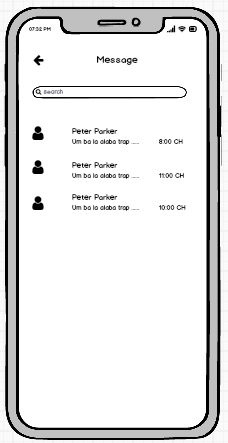 07:32 PM
Message
Search
Peter Parker
Um ba la alaba trap .....
8:00 CH
Peter Parker
Um ba la alaba trap .....
11:00 CH
Peter Parker
Um ba la alaba trap .....
10:00 CH